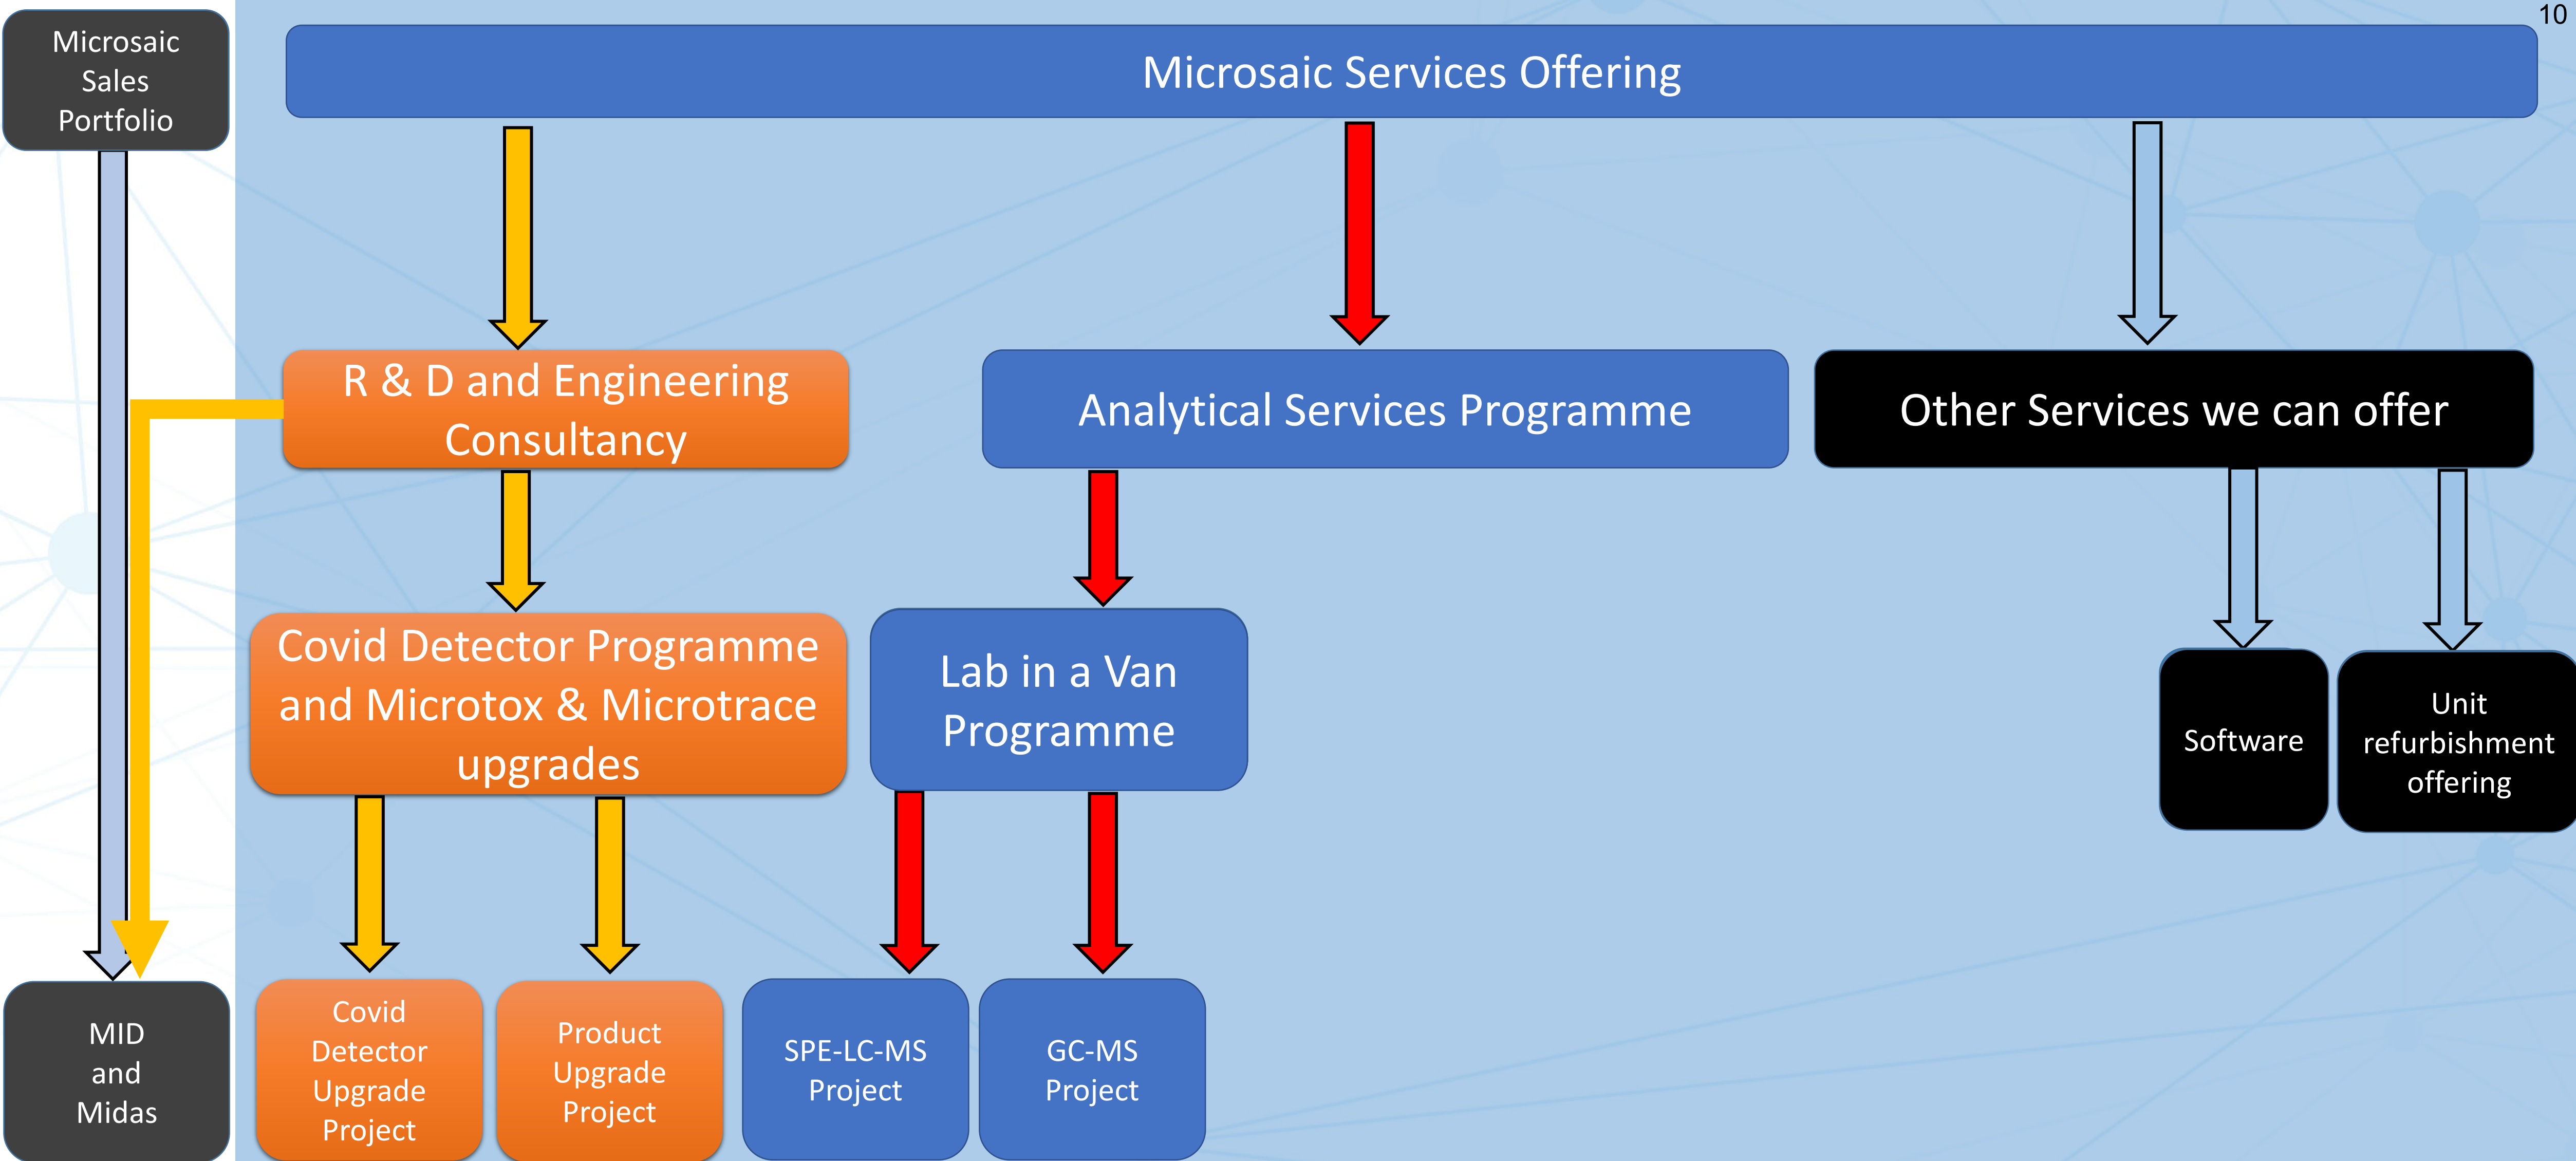 10
Microsaic
Sales
Portfolio
Microsaic Services Offering
R & D and Engineering
Consultancy
Analytical Services Programme
Other Services we can offer
Covid Detector Programme
and Microtox & Microtrace
upgrades
Lab in a Van
Programme
Software
Unit
refurbishment
offering
MID
and
Midas
Covid
Detector
Upgrade
Project
Product
Upgrade
Project
SPE-LC-MS
Project
GC-MS
Project